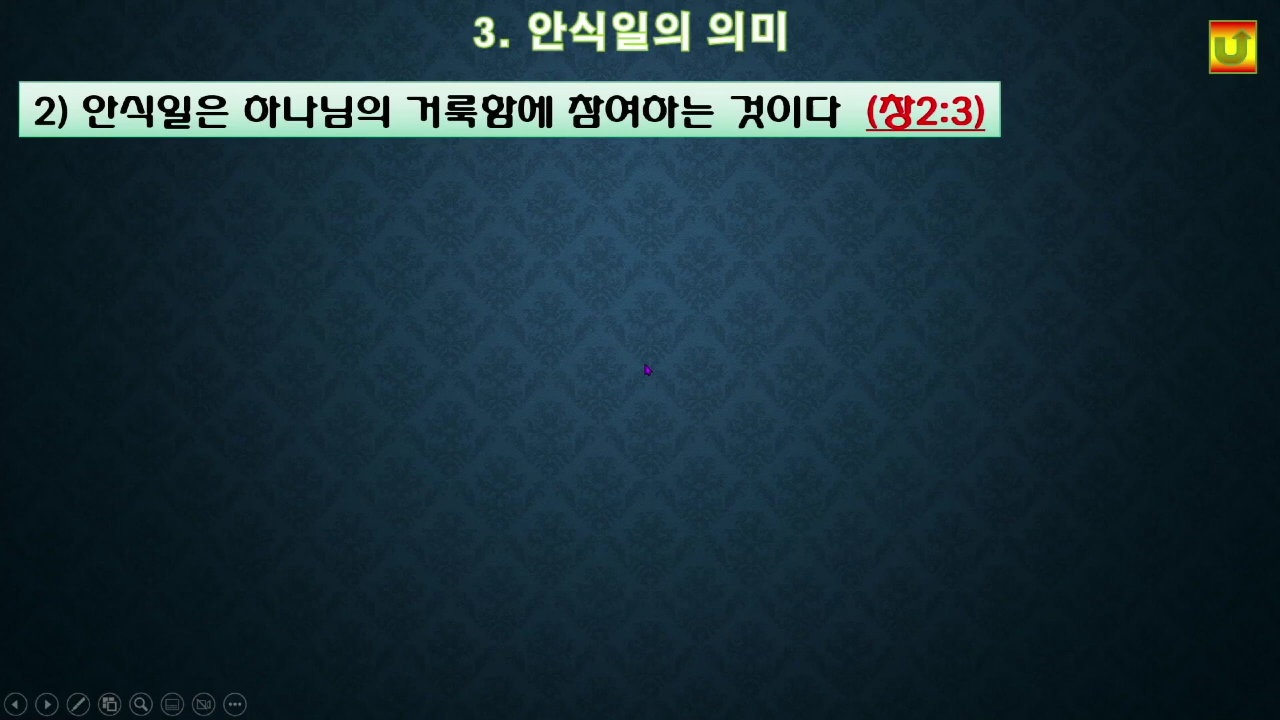 3. 안식일의 의미
2) 안식일은 하나님의 거룩함에 참여하는 것이다 (창2:3)